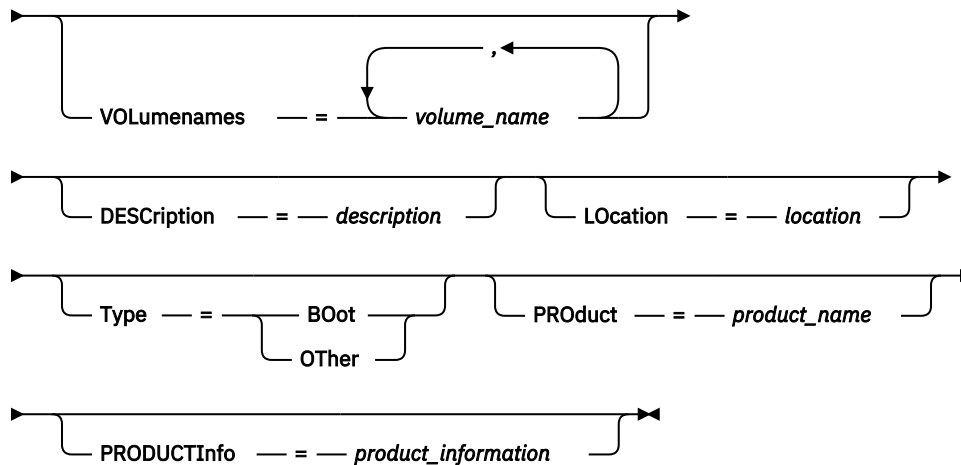 ,
VOLumenames = volume_name
DESCription = description LOcation = location
Type = BOot PROduct = product_name
OTher
PRODUCTInfo = product_information